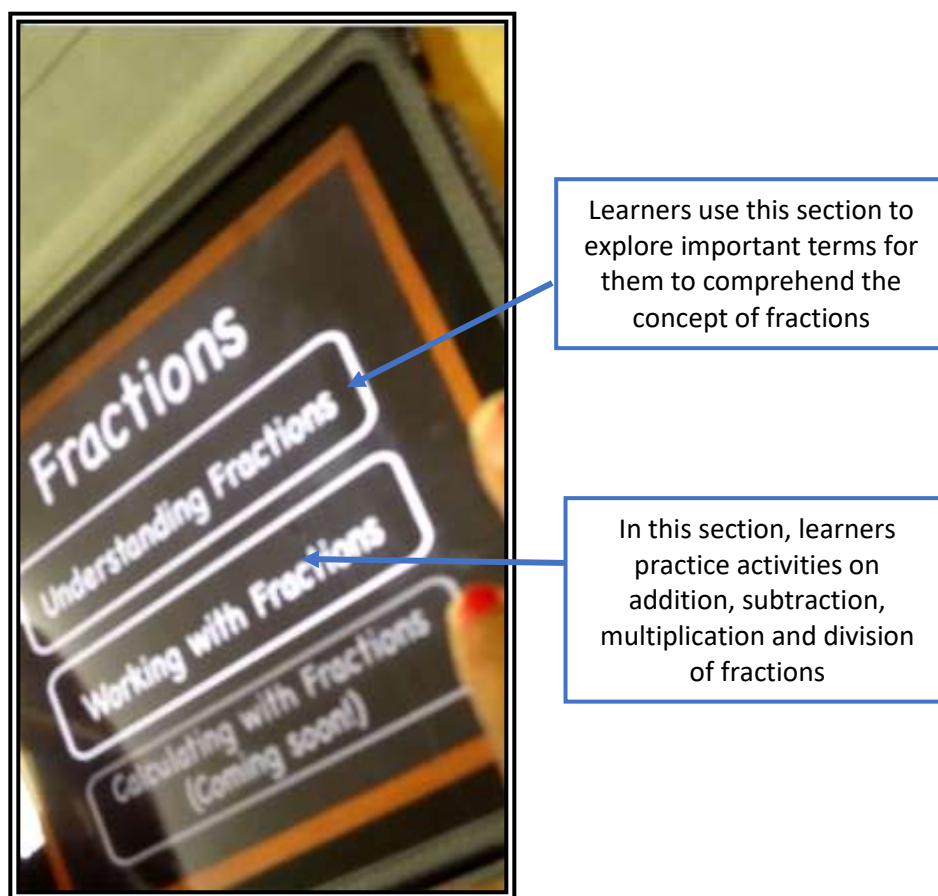 Fractions
Understanding Fractions
Working with Fractions
Calculating with Fractions
(Coming soon!)
Learners use this section to
explore important terms for
them to comprehend the
concept of fractions
In this section, learners
practice activities on
addition, subtraction,
multiplication and division
of fractions